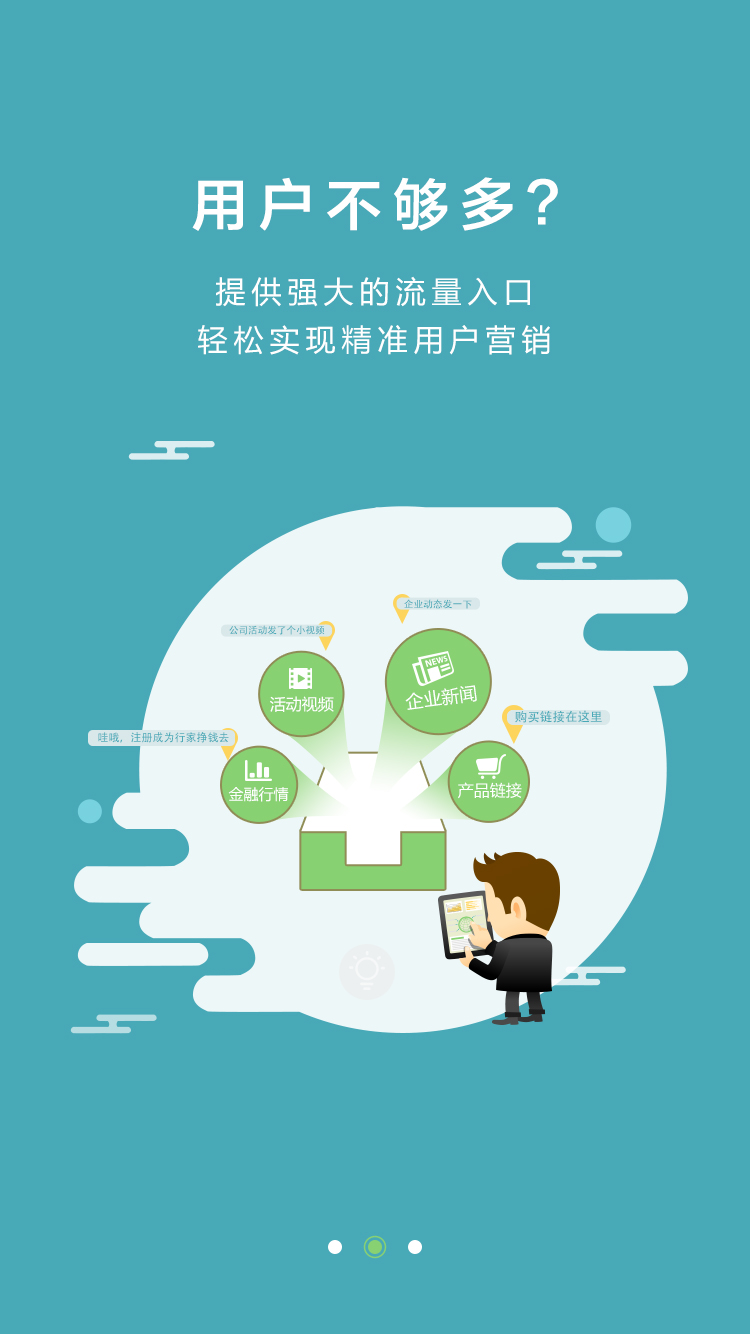 用户不够多？
提供强大的流量入口
轻松实现精准用户营销
企业动态发一下
公司活动发了个小视频
NEWS
企业新闻
活动视频
购买链接在这里
哇哦，注册成为行家挣钱去
金融行情
产品链接